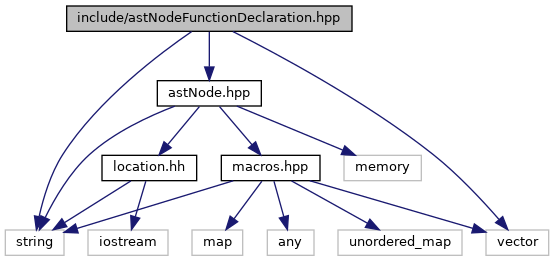 include/astNodeFunctionDeclaration.hpp
astNode.hpp
location.hh
macros.hpp
memory
string
iostream
map
any
unordered_map
vector